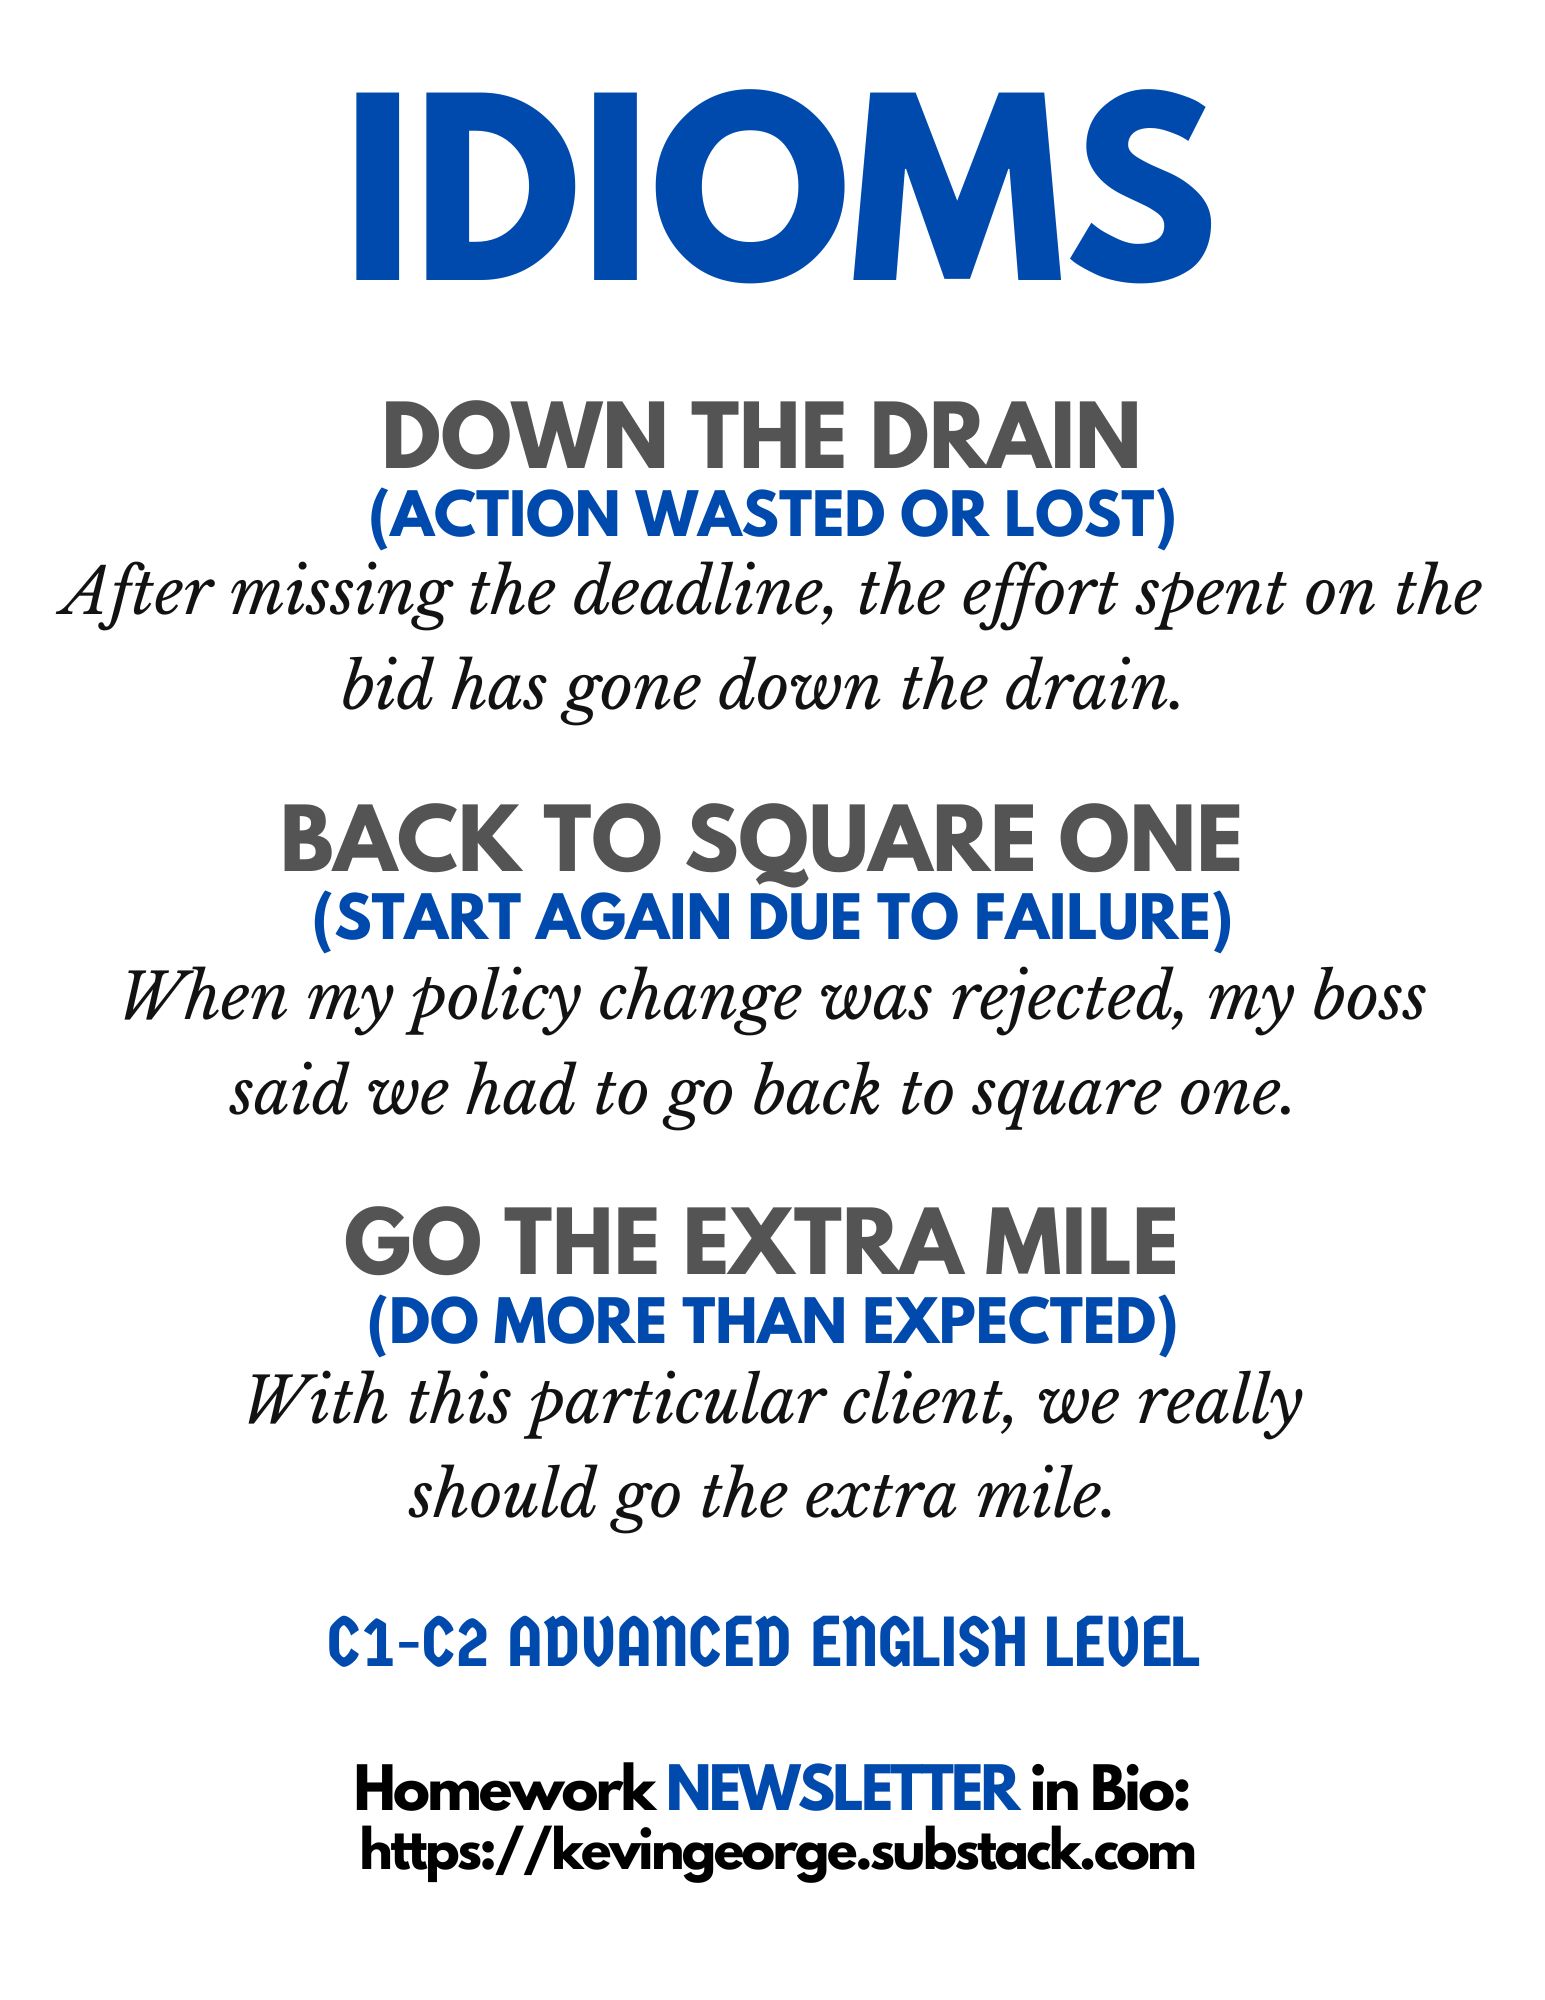 IDIOMS
DOWN THE DRAIN
(ACTION WASTED OR LOST)
After missing the deadline, the effort spent on the
bid has gone down the drain.
BACK TO SQUARE ONE
(START AGAIN DUE TO FAILURE)
When my policy change was rejected, my boss
said we had to go back to square one.
GO THE EXTRA MILE
(DO MORE THAN EXPECTED)
With this particular client, we really
should go the extra mile.
C1-C2 ADVANCED ENGLISH LEVEL
Homework NEWSLETTER in Bio:
https://kevingeorge.substack.com